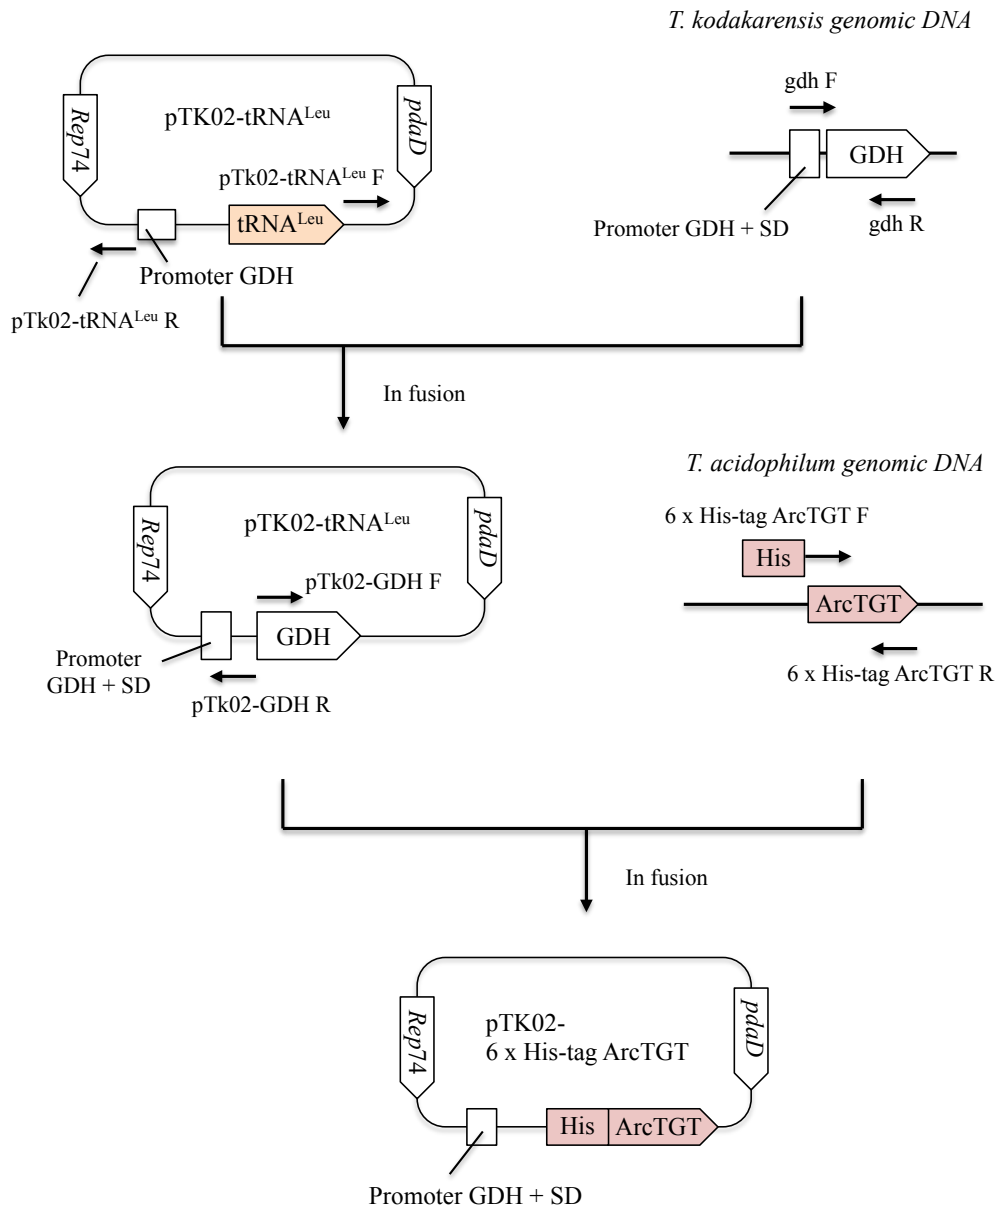 T. kodakarensis genomic DNA
gdh F
pTK02-tRNALeu
Rep74
pdaD
pTk02-tRNALeu F
tRNALeu
GDH
Promoter GDH + SD
gdh R
Promoter GDH
pTk02-tRNALeu R
In fusion
T. acidophilum genomic DNA
6 x His-tag ArcTGT F
pTK02-tRNALeu
Rep74
pdaD
His
pTk02-GDH F
ArcTGT
GDH
Promoter
GDH + SD
pTk02-GDH R
6 x His-tag ArcTGT R
In fusion
Rep74
pdaD
pTK02-
6 x His-tag ArcTGT
His
ArcTGT
Promoter GDH + SD